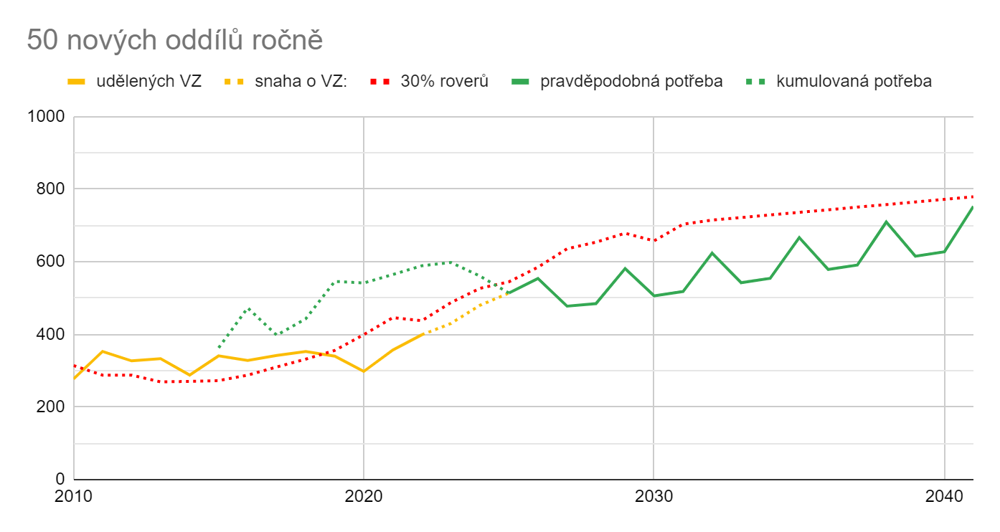 50 nových oddílů ročně
udělených VZ snaha o VZ: 30% roverů pravděpodobná potřeba kumulovaná potřeba
1000
800
600
400
200
0
2010 2020 2030 2040